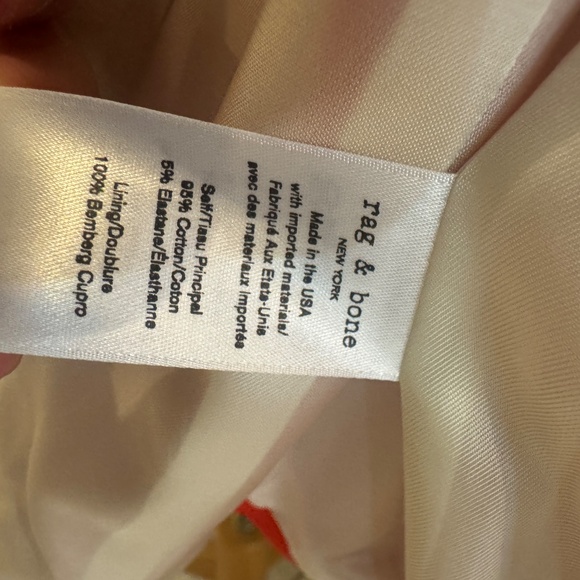 rag & bone
NEW YORK
Made in the USA
with imported materials/
Fabriqué Aux Etats-Unis
avec des materiaux importés
Self/Tissu Principal
95% Cotton/Coton
5% Elastane/Elasthanne
Lining/Doublure
100% Bemberg Cupro